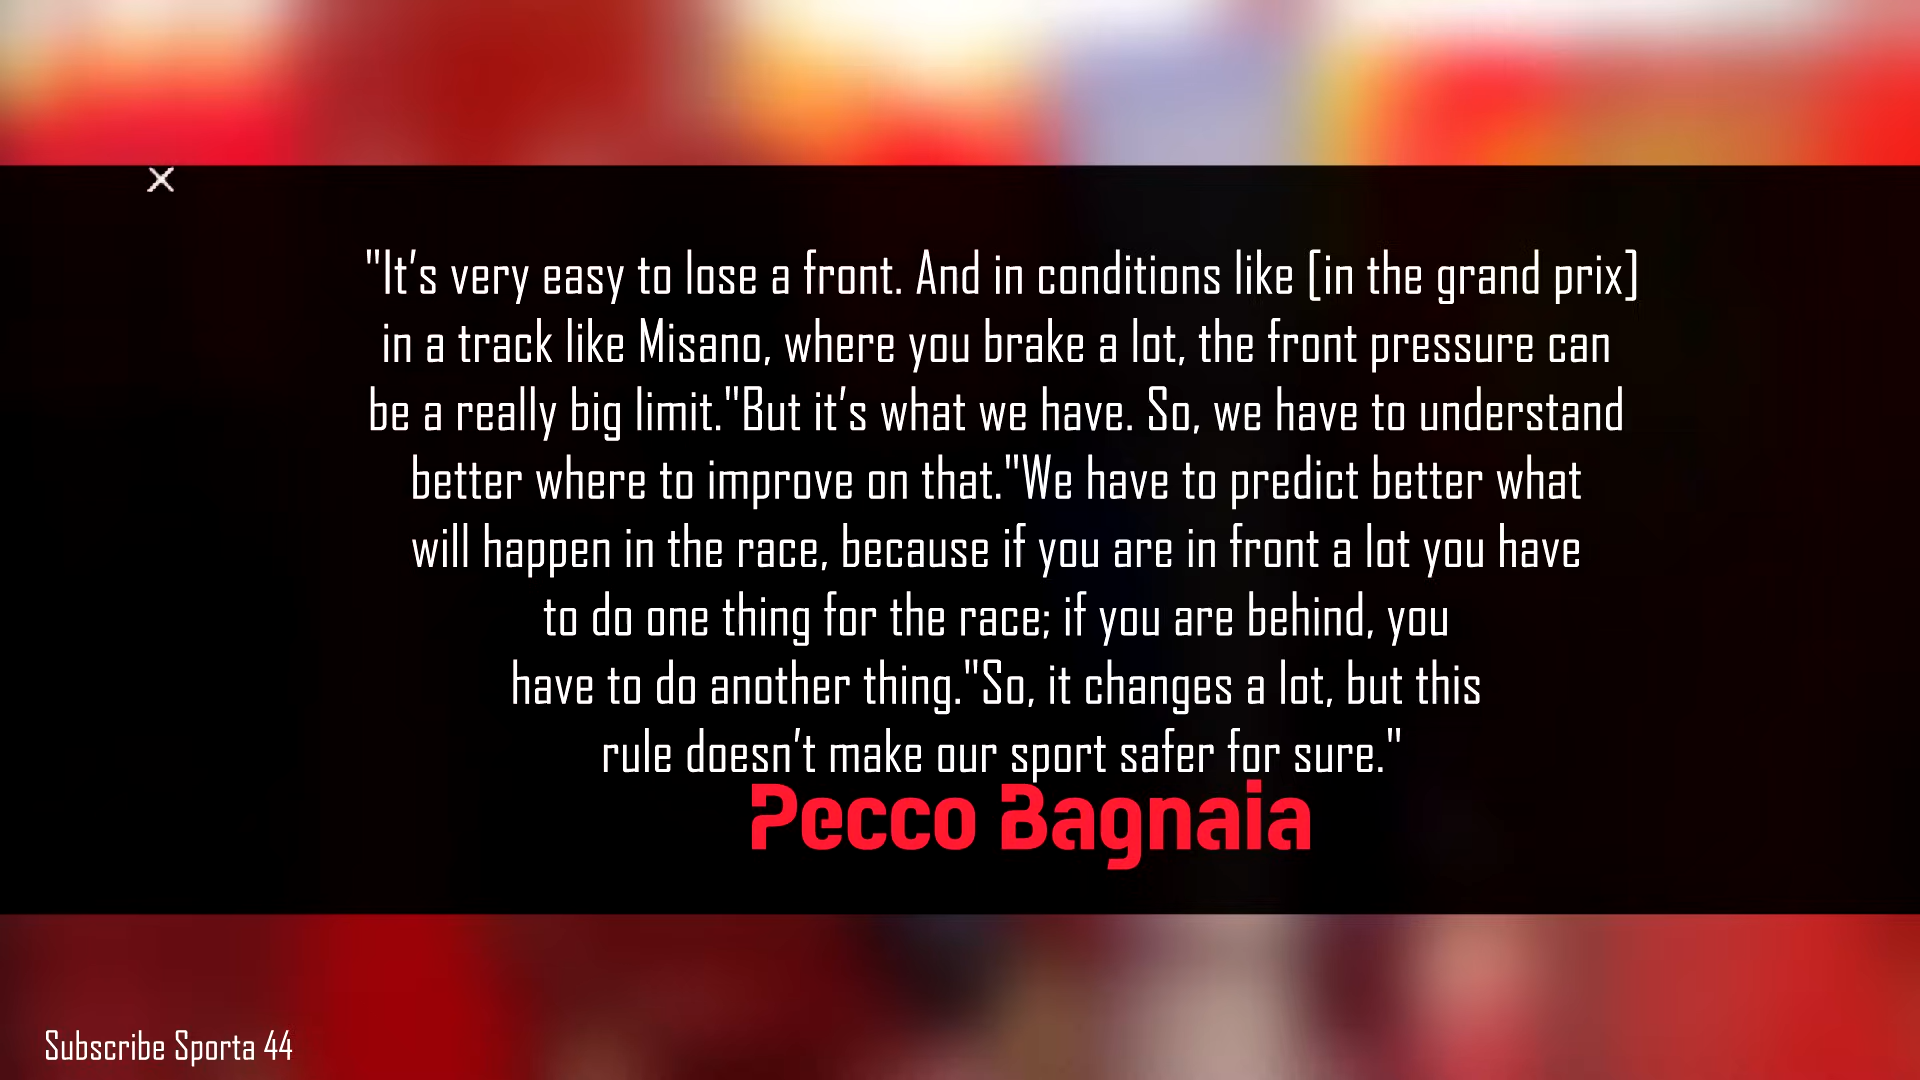 "It's very easy to lose a front. And in conditions like [in the grand prix]
in a track like Misano, where you brake a lot, the front pressure can
be a really big limit."But it's what we have. So, we have to understand
better where to improve on that."We have to predict better what
will happen in the race, because if you are in front a lot you have
to do one thing for the race; if you are behind, you
have to do another thing."So, it changes a lot, but this
rule doesn't make our sport safer for sure."
Pecco Bagnaia
Subscribe Sporta 44